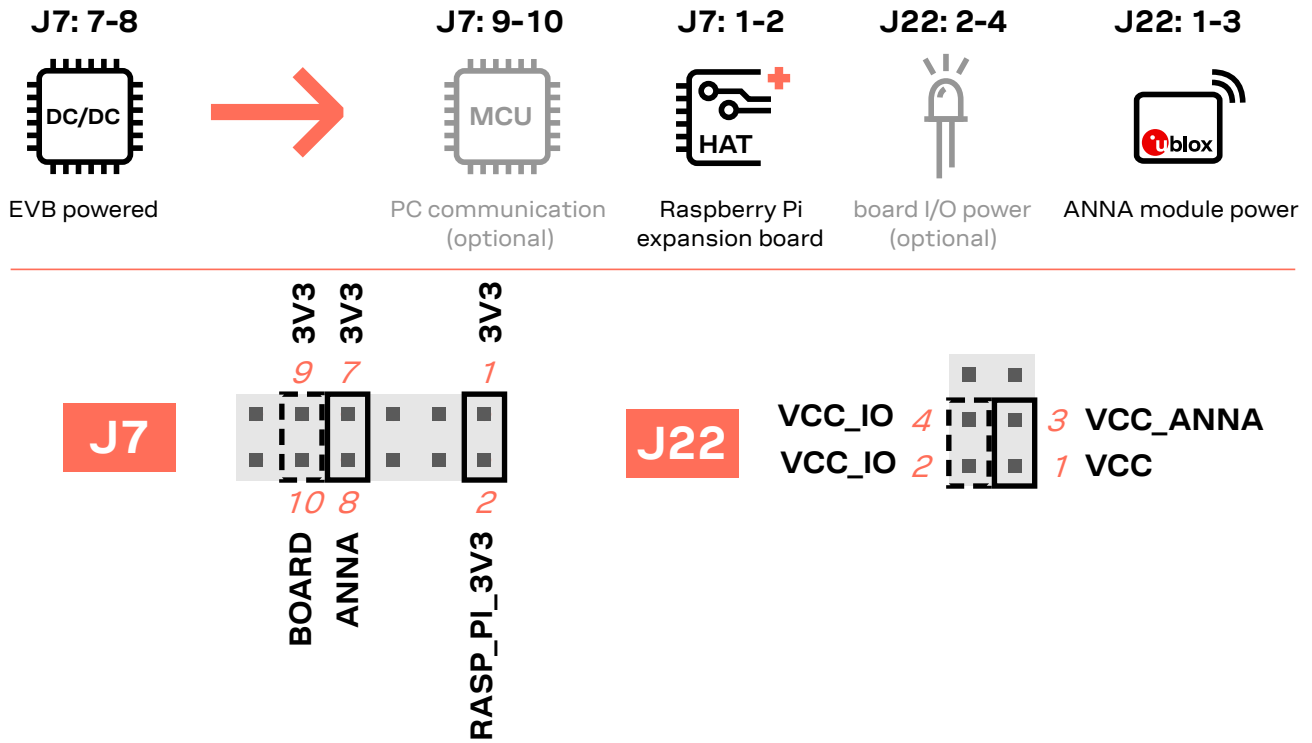 J7: 7-8
J7: 9-10
J7: 1-2
J22: 2-4
J22: 1-3
DC/DC
MCU
HAT
ublox
EVB powered
PC communication
(optional)
Raspberry Pi
expansion board
board I/O power
(optional)
ANNA module power
3V3
3V3
3V3
9
7
1
J7
10
8
2
BOARD
ANNA
RASP_PI_3V3
J22
VCC_IO 4
3 VCC_ANNA
VCC_IO 2
1 VCC